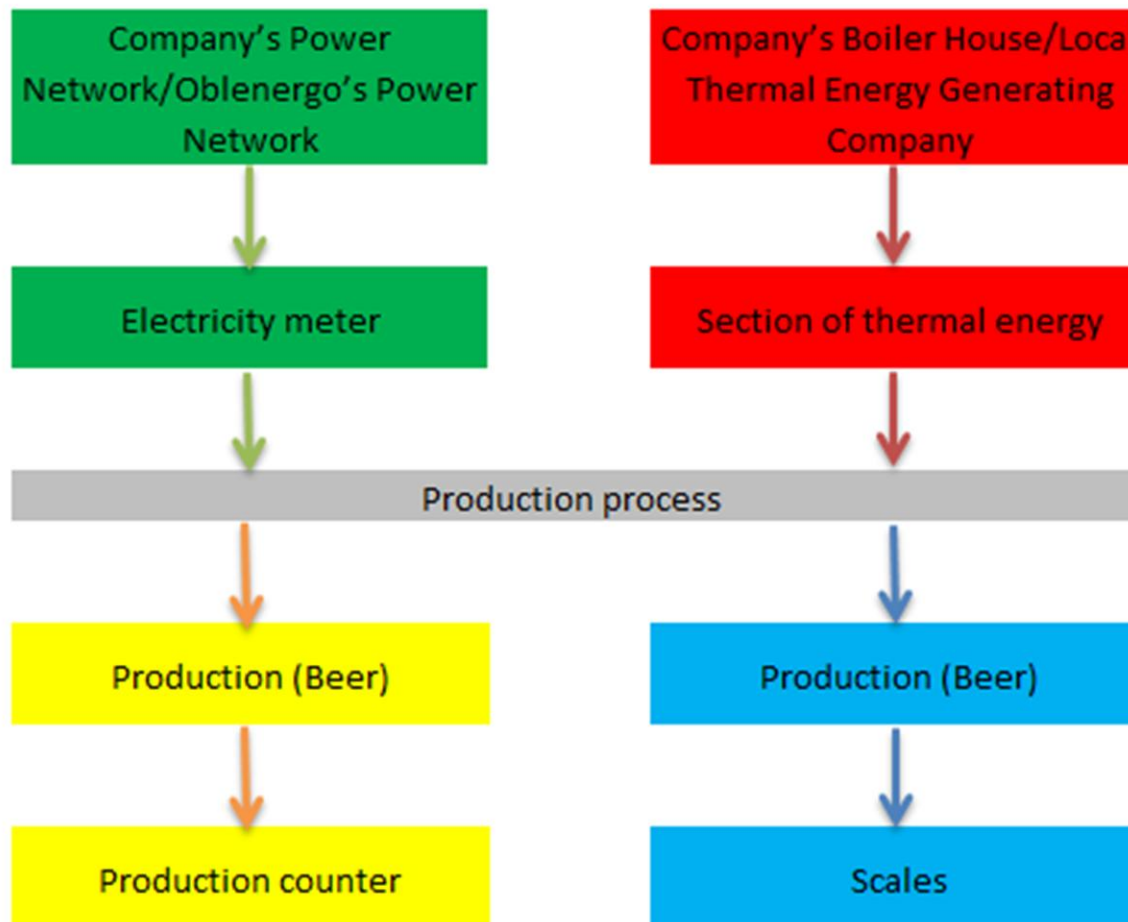 Company's Power
Network/Oblenergo's Power
Network
Company's Boiler House/Loca
Thermal Energy Generating
Company
Electricity meter
Section of thermal energy
Production process
Production (Beer)
Production (Beer)
Production counter
Scales